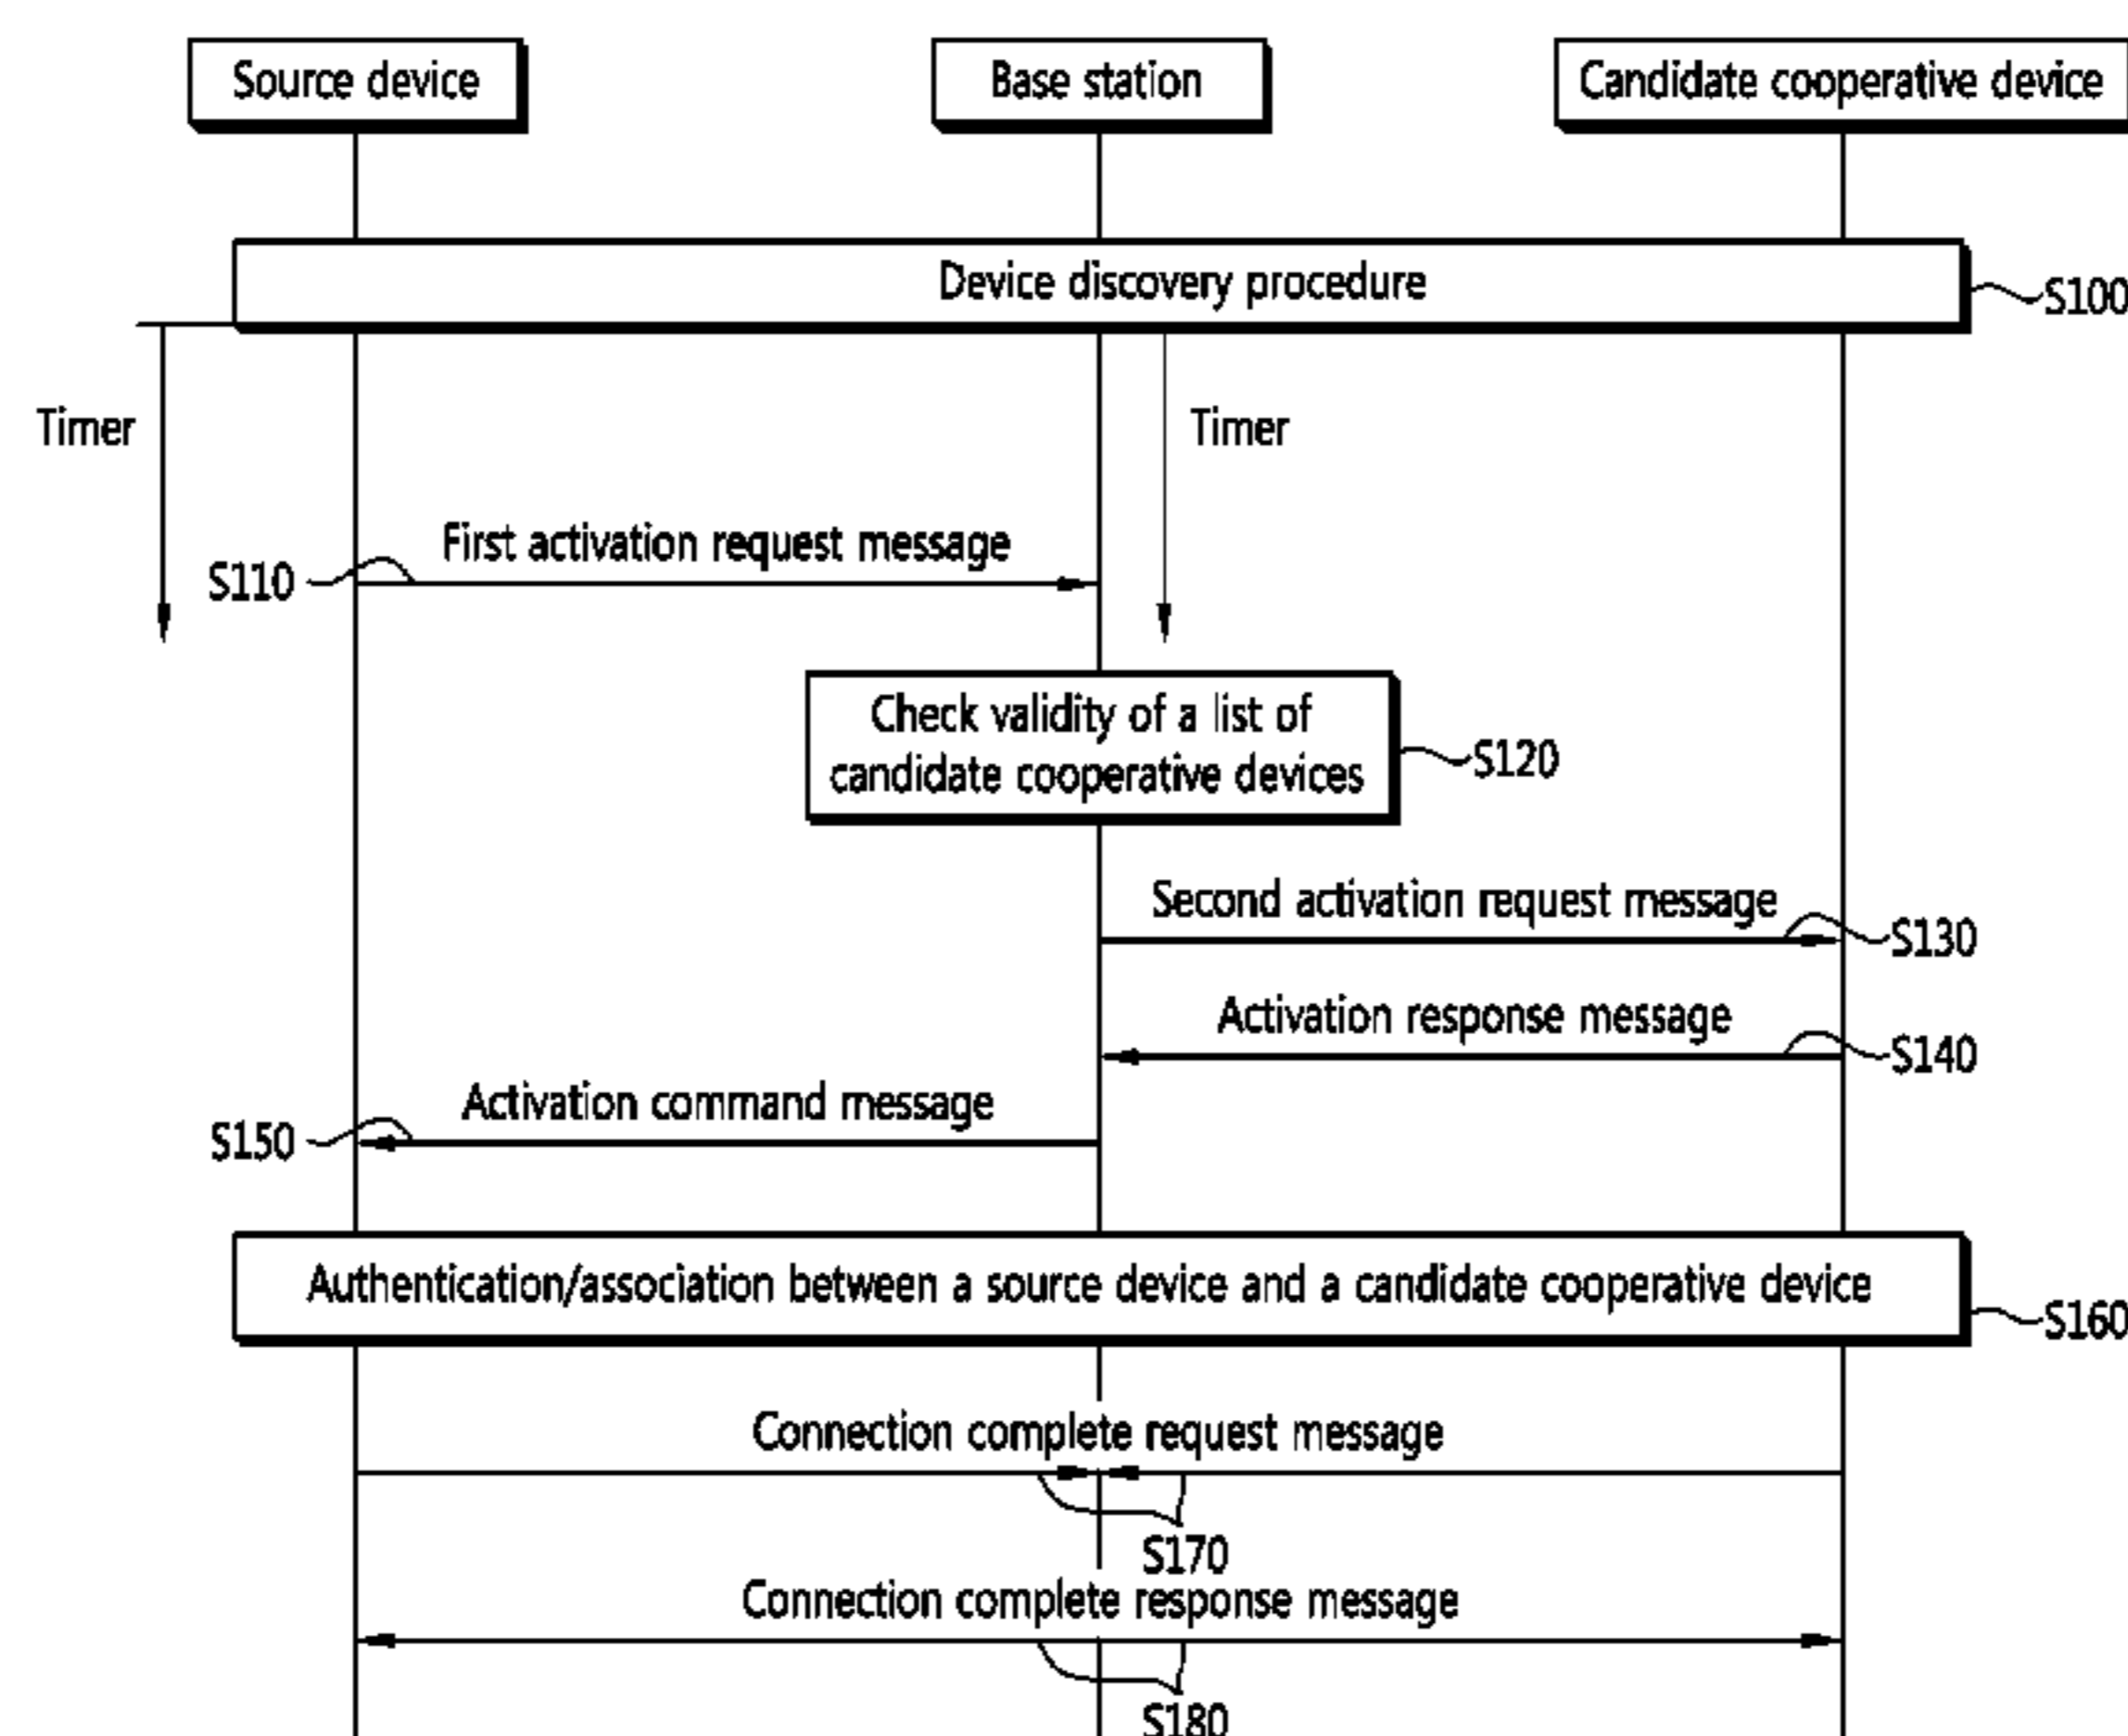 Source device
Base station
Candidate cooperative device
Device discovery procedure
S100
Timer
Timer
First activation request message
S110
Check validity of a list of
candidate cooperative devices
S120
Second activation request message
S130
Activation response message
S140
Activation command message
S150
Authentication/association between a source device and a candidate cooperative device
S160
Connection complete request message
S170
Connection complete response message
S180